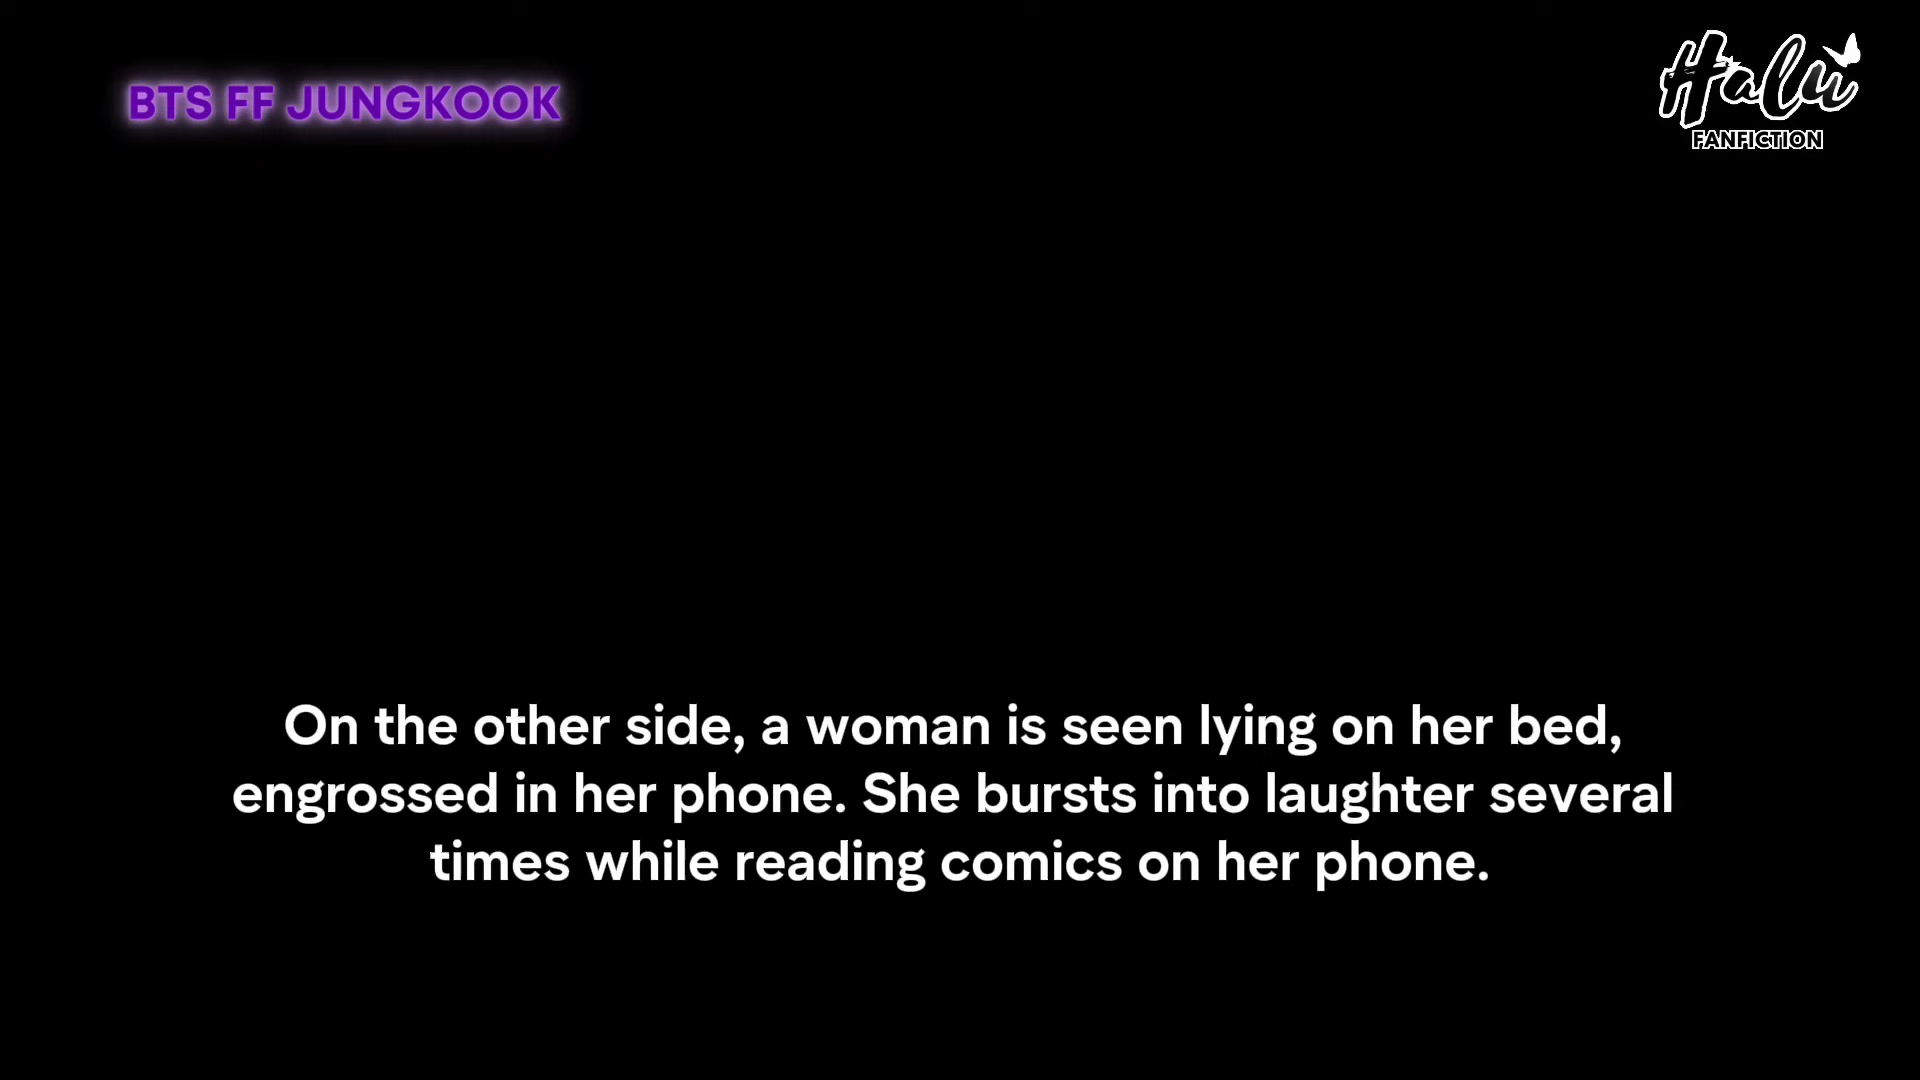 BTS FF JUNGKOOK
Halu
FANFICTION
On the other side, a woman is seen lying on her bed,
engrossed in her phone. She bursts into laughter several
times while reading comics on her phone.